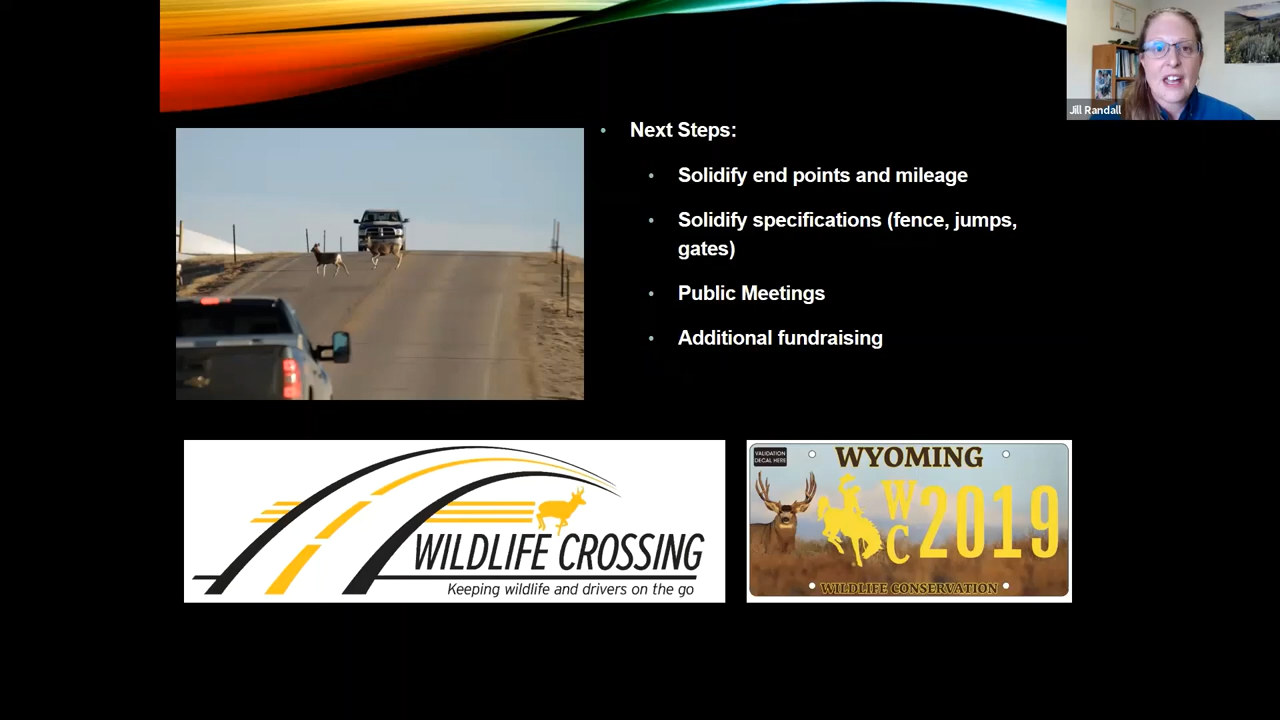 Jill Randall
Next Steps:
Solidify end points and mileage
Solidify specifications (fence, jumps,
gates)
Public Meetings
Additional fundraising
WILDLIFE CROSSING
Keeping wildlife and drivers on the go
VALIDATION
DECAL HERE
WYOMING
WC 2019
WILDLIFE CONSERVATION